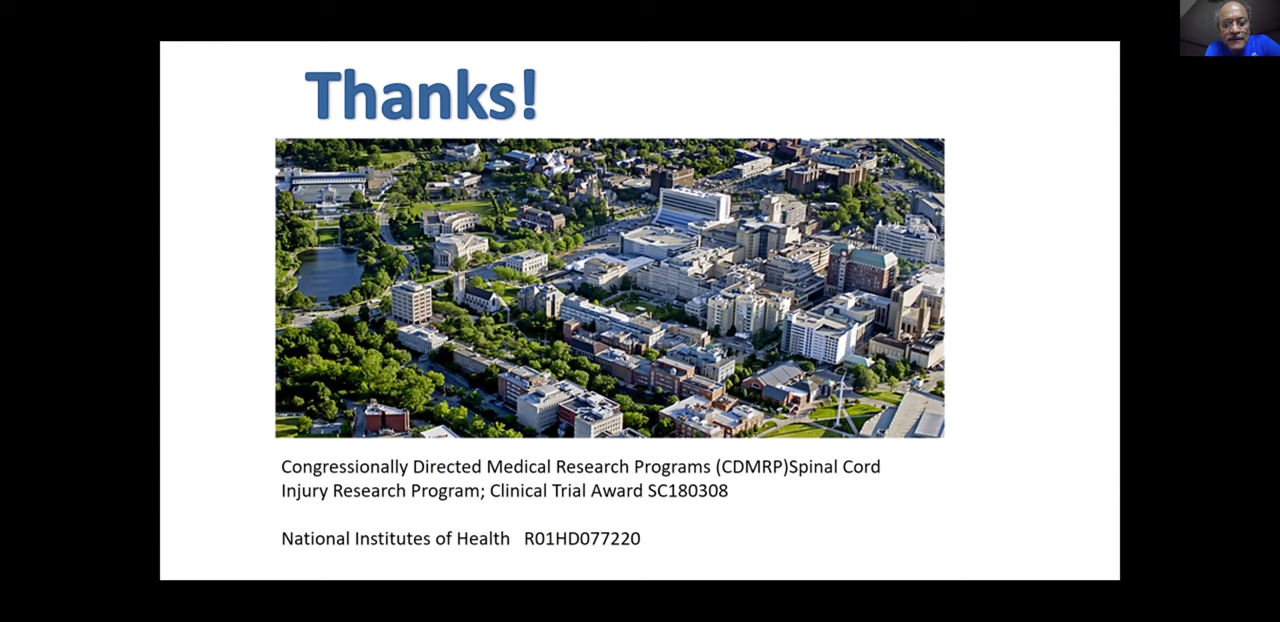 Thanks!
Congressionally Directed Medical Research Programs (CDMRP)Spinal Cord
Injury Research Program; Clinical Trial Award SC180308
National Institutes of Health   R01HD077220